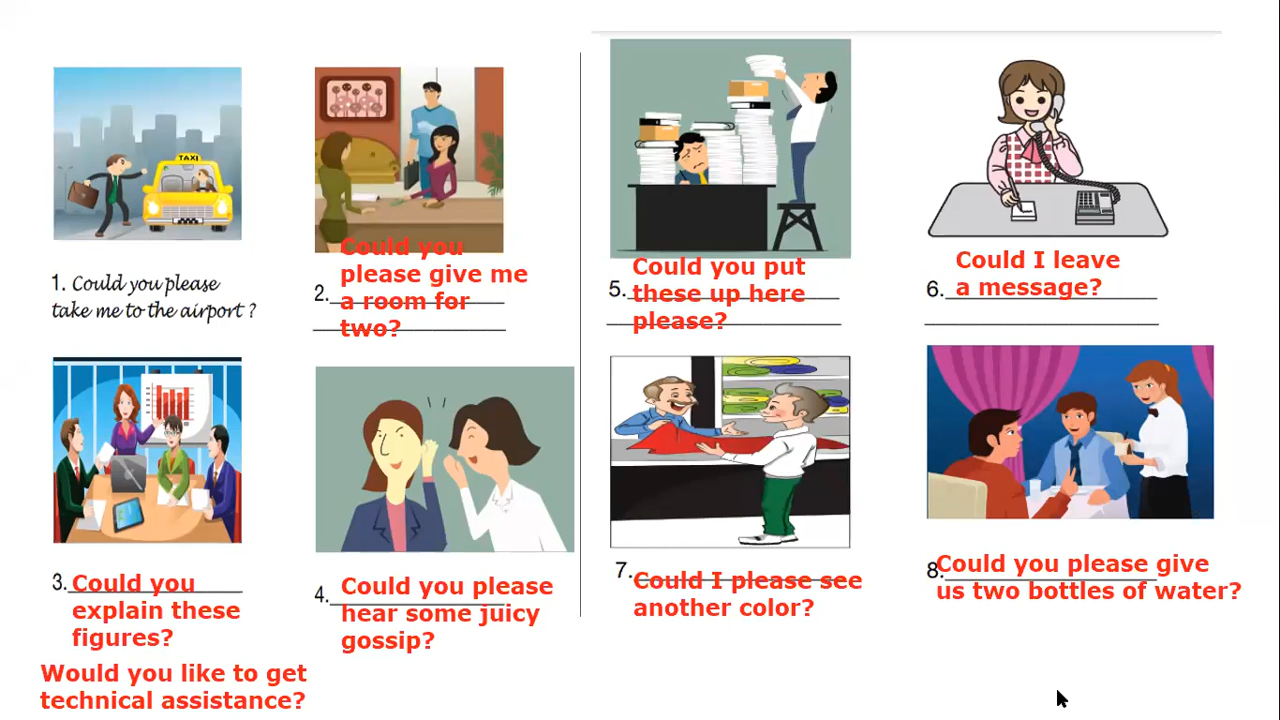 TAXI
1. Could you please
take me to the airport ?
2.
Could you
please give me
a room for
two?
3.
Could you
explain these
figures?
Would you like to get
technical assistance?
4.
Could you please
hear some juicy
gossip?
5.
Could you put
these up here
please?
6.
Could I leave
a message?
7.
Could I please see
another color?
8.
Could you please give
us two bottles of water?